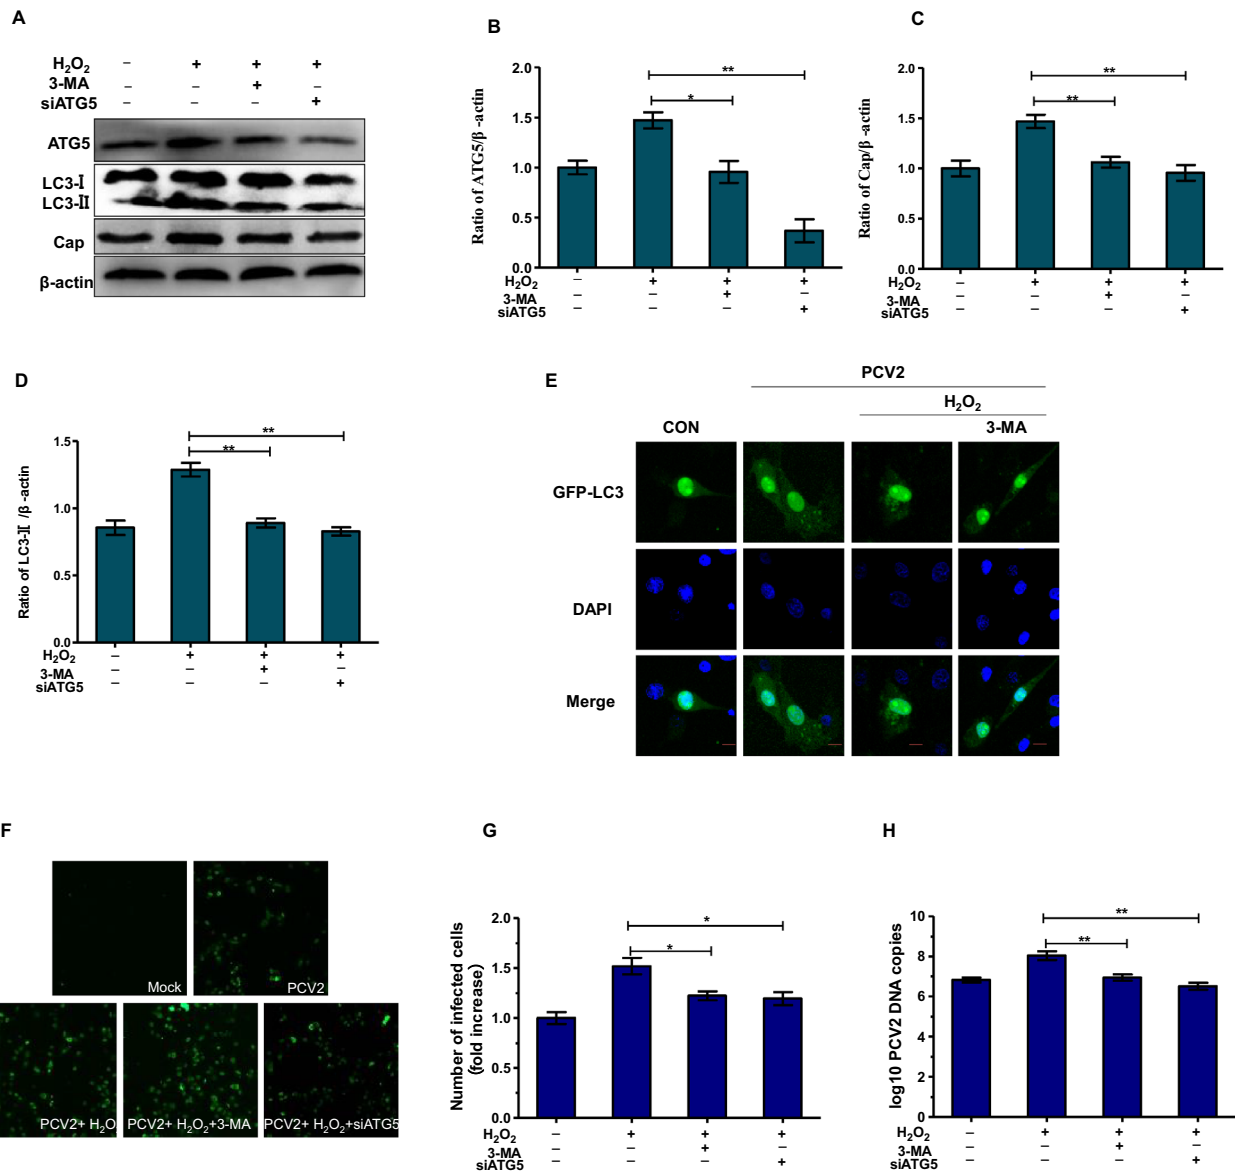 A
H₂O₂ – + + +
3-MA – – + –
siATG5 – – – +
ATG5
LC3-I
LC3-II
Cap
β-actin
B
Ratio of ATG5/β -actin
2.0
1.5
1.0
0.5
0.0
**
*
H₂O₂ – + + +
3-MA – – + –
siATG5 – – – +
C
Ratio of Cap/β -actin
2.0
1.5
1.0
0.5
0.0
**
**
H₂O₂ – + + +
3-MA – – + –
siATG5 – – – +
D
Ratio of LC3-II /β -actin
1.5
1.0
0.5
0.0
**
**
H₂O₂ – + + +
3-MA – – + –
siATG5 – – – +
E
PCV2
H₂O₂
CON 3-MA
GFP-LC3
DAPI
Merge
F
Mock
PCV2
PCV2+ H₂O
PCV2+ H₂O₂+3-MA
PCV2+ H₂O₂+siATG5
G
Number of infected cells
(fold increase)
2.0
1.5
1.0
0.5
0.0
*
*
H₂O₂ – + + +
3-MA – – + –
siATG5 – – – +
H
log10 PCV2 DNA copies
10
8
7
6
4
2
0
**
**
H₂O₂ – + + +
3-MA – – + –
siATG5 – – – +